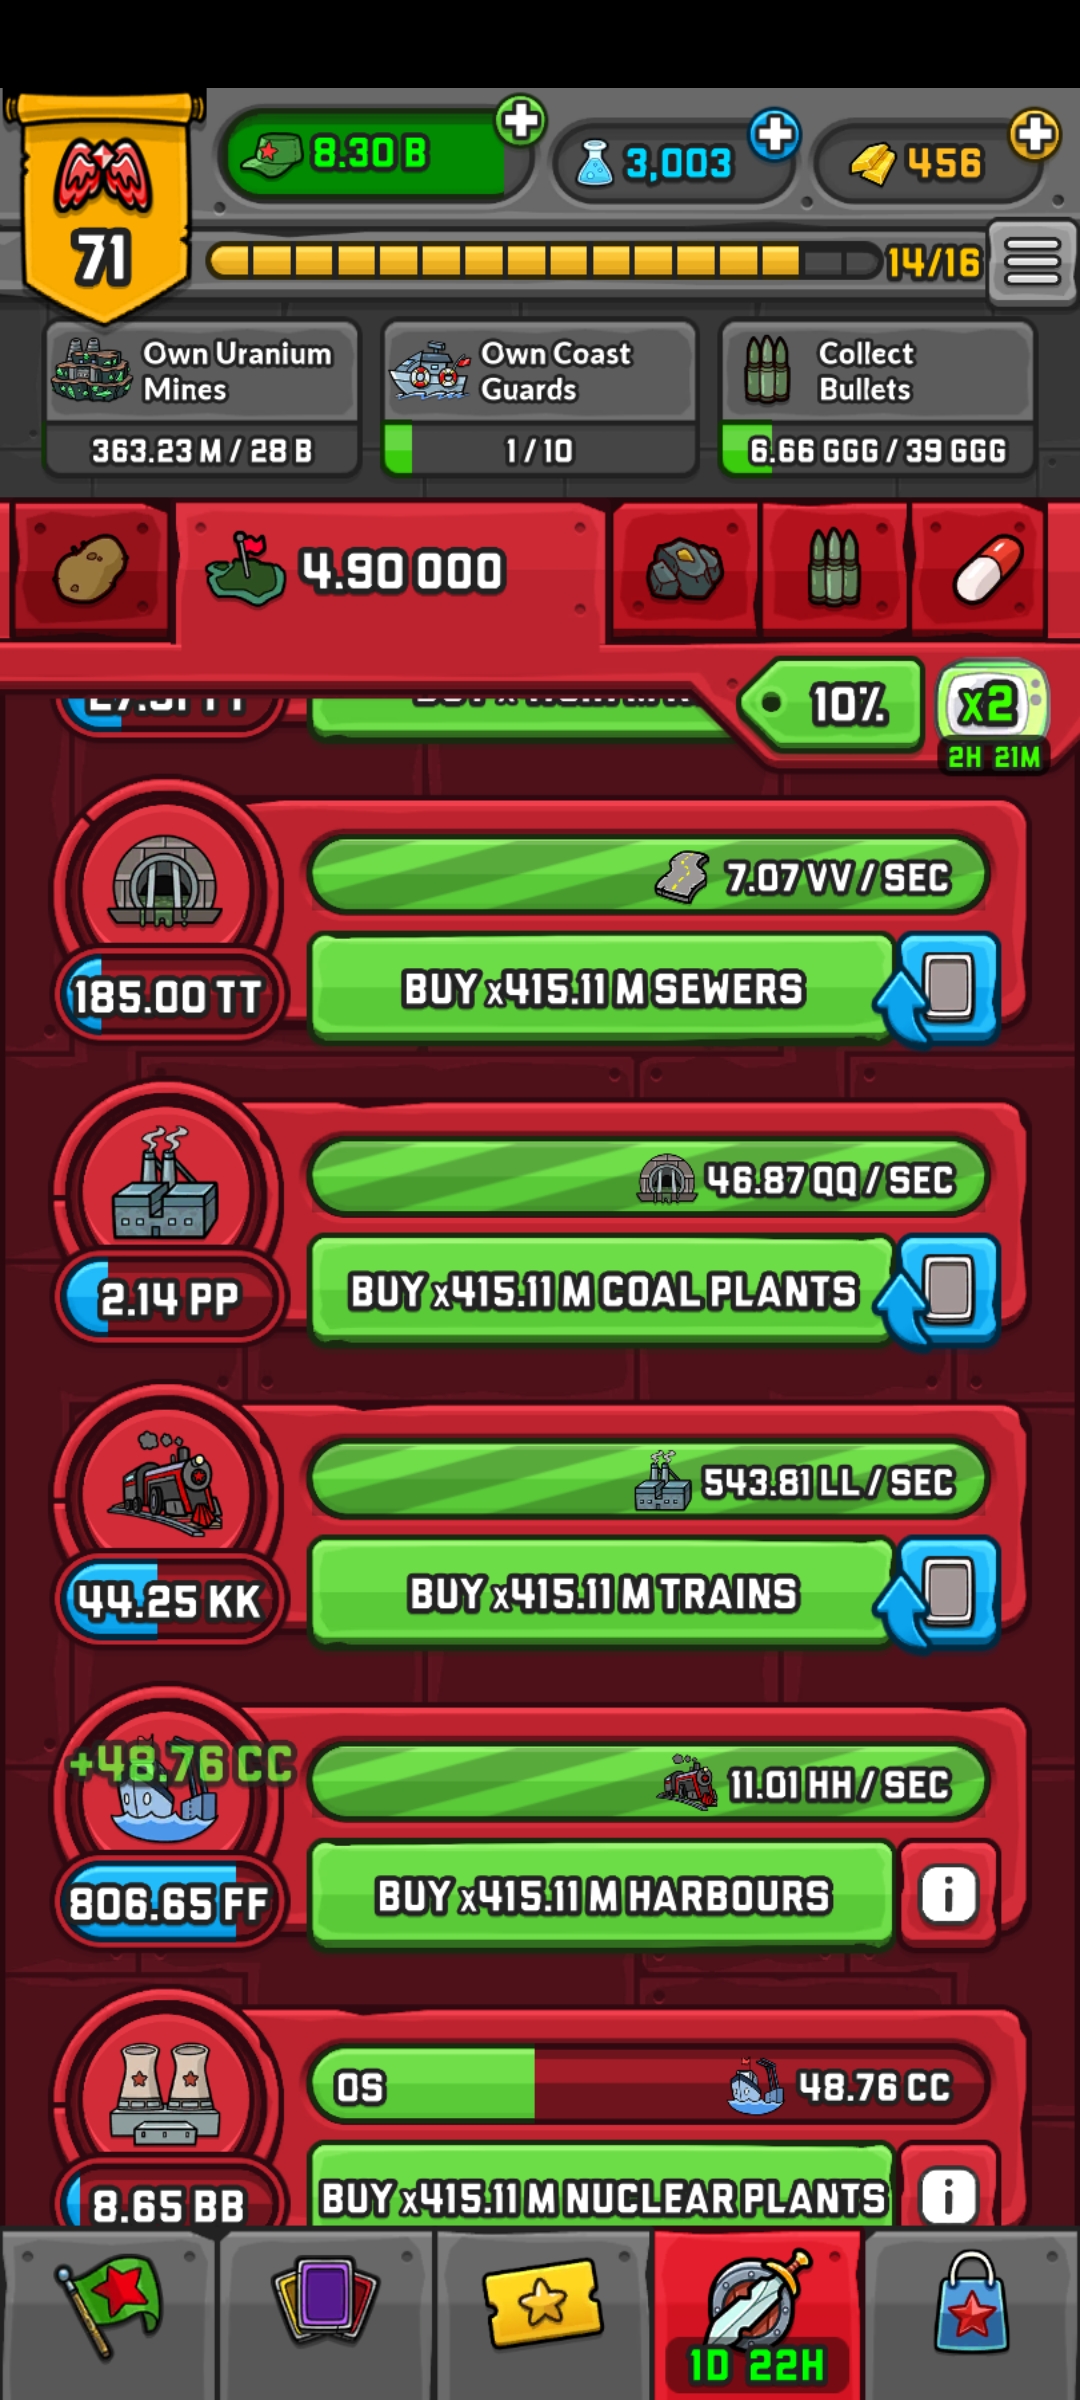 8.30 B
3,003
456
71
14/16
Own Uranium
Mines
363.23 M / 28 B
Own Coast
Guards
1 / 10
Collect
Bullets
6.66 GGG / 39 GGG
4.90 000
10%
x2
2H 21M
7.07 VV / SEC
185.00 TT
BUY x415.11 M SEWERS
46.87 QQ / SEC
2.14 PP
BUY x415.11 M COAL PLANTS
543.81 LL / SEC
44.25 KK
BUY x415.11 M TRAINS
+48.76 CC
11.01 HH / SEC
806.65 FF
BUY x415.11 M HARBOURS
i
0S
48.76 CC
8.65 BB
BUY x415.11 M NUCLEAR PLANTS
i
1D 22H